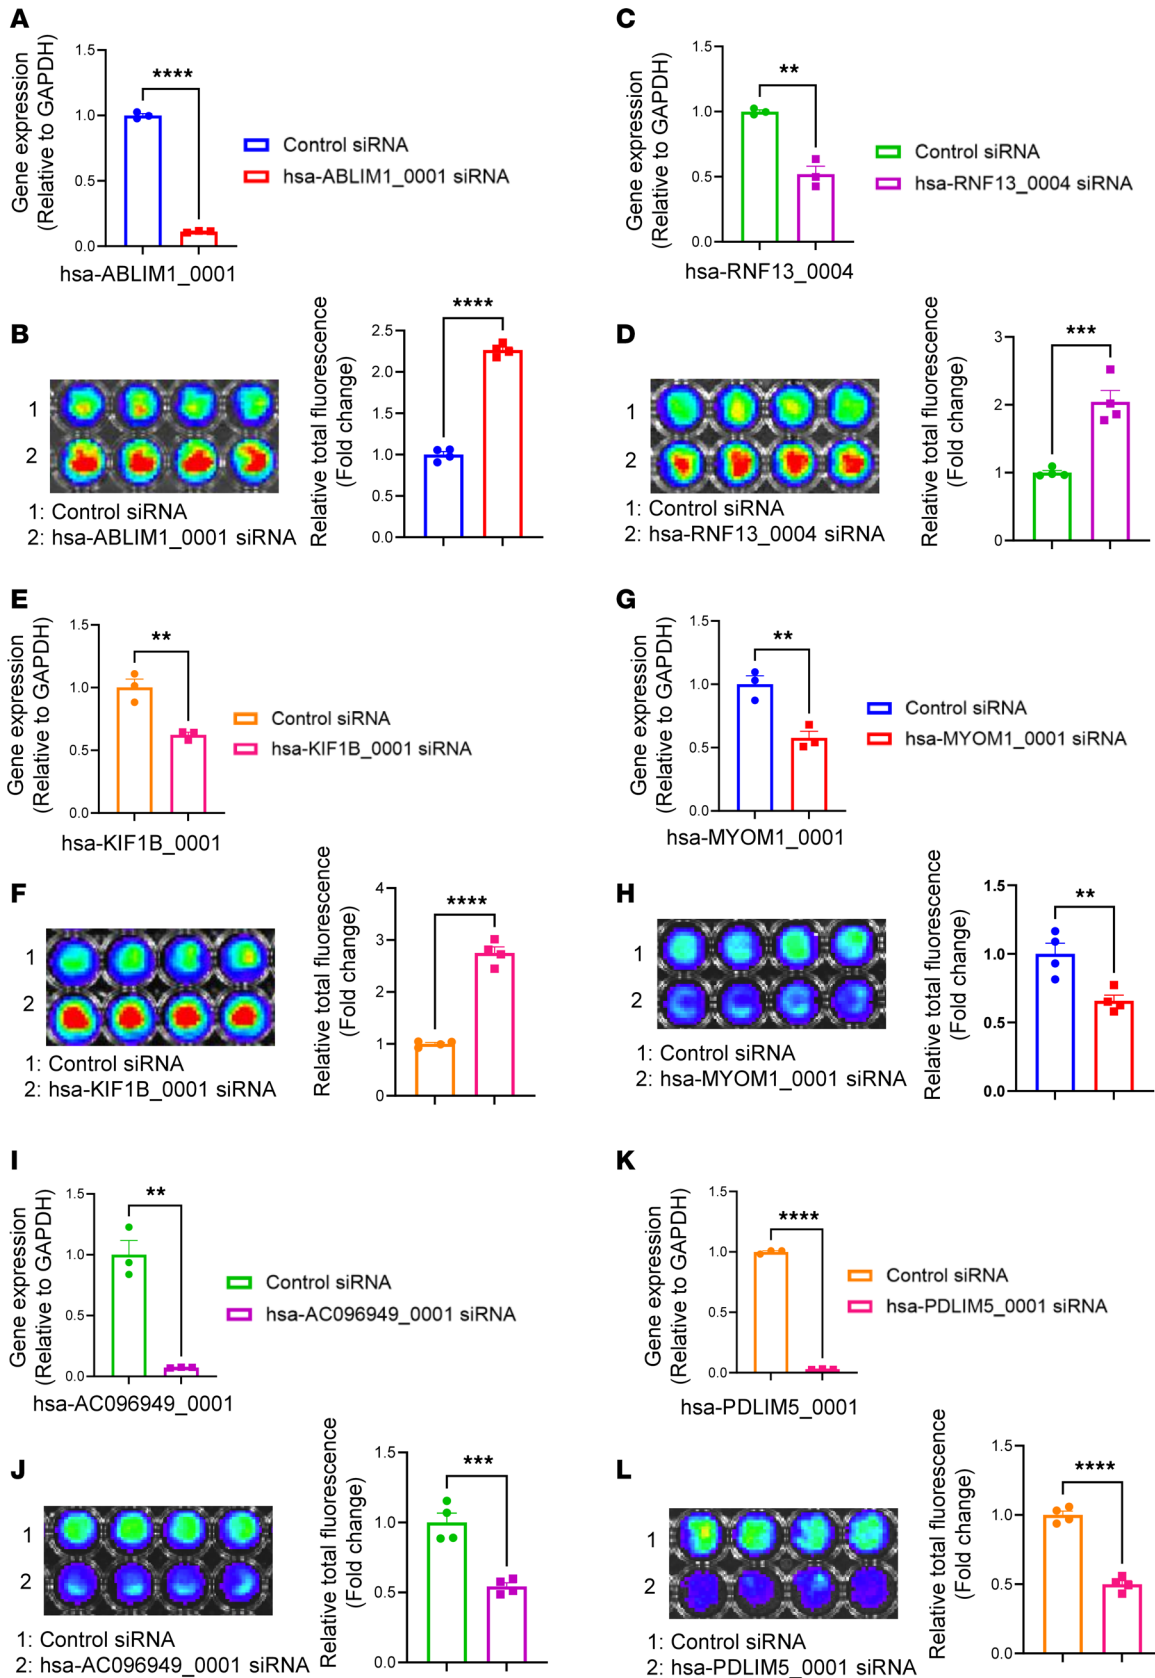 A
Gene expression
(Relative to GAPDH)
1.5
1.0
0.5
0.0
****
hsa-ABLIM1_0001
Control siRNA
hsa-ABLIM1_0001 siRNA
C
Gene expression
(Relative to GAPDH)
1.5
1.0
0.5
0.0
**
hsa-RNF13_0004
Control siRNA
hsa-RNF13_0004 siRNA
B
1
2
1: Control siRNA
2: hsa-ABLIM1_0001 siRNA
Relative total fluorescence
(Fold change)
2.5
2.0
1.5
1.0
0.5
0.0
****
D
1
2
1: Control siRNA
2: hsa-RNF13_0004 siRNA
Relative total fluorescence
(Fold change)
3
2
1
0
***
E
Gene expression
(Relative to GAPDH)
1.5
1.0
0.5
0.0
**
hsa-KIF1B_0001
Control siRNA
hsa-KIF1B_0001 siRNA
G
Gene expression
(Relative to GAPDH)
1.5
1.0
0.5
0.0
**
hsa-MYOM1_0001
Control siRNA
hsa-MYOM1_0001 siRNA
F
1
2
1: Control siRNA
2: hsa-KIF1B_0001 siRNA
Relative total fluorescence
(Fold change)
4
3
2
1
0
****
H
1
2
1: Control siRNA
2: hsa-MYOM1_0001 siRNA
Relative total fluorescence
(Fold change)
1.5
1.0
0.5
0.0
**
I
Gene expression
(Relative to GAPDH)
1.5
1.0
0.5
0.0
**
hsa-AC096949_0001
Control siRNA
hsa-AC096949_0001 siRNA
K
Gene expression
(Relative to GAPDH)
1.5
1.0
0.5
0.0
****
hsa-PDLIM5_0001
Control siRNA
hsa-PDLIM5_0001 siRNA
J
1
2
1: Control siRNA
2: hsa-AC096949_0001 siRNA
Relative total fluorescence
(Fold change)
1.5
1.0
0.5
0.0
***
L
1
2
1: Control siRNA
2: hsa-PDLIM5_0001 siRNA
Relative total fluorescence
(Fold change)
1.5
1.0
0.5
0.0
****